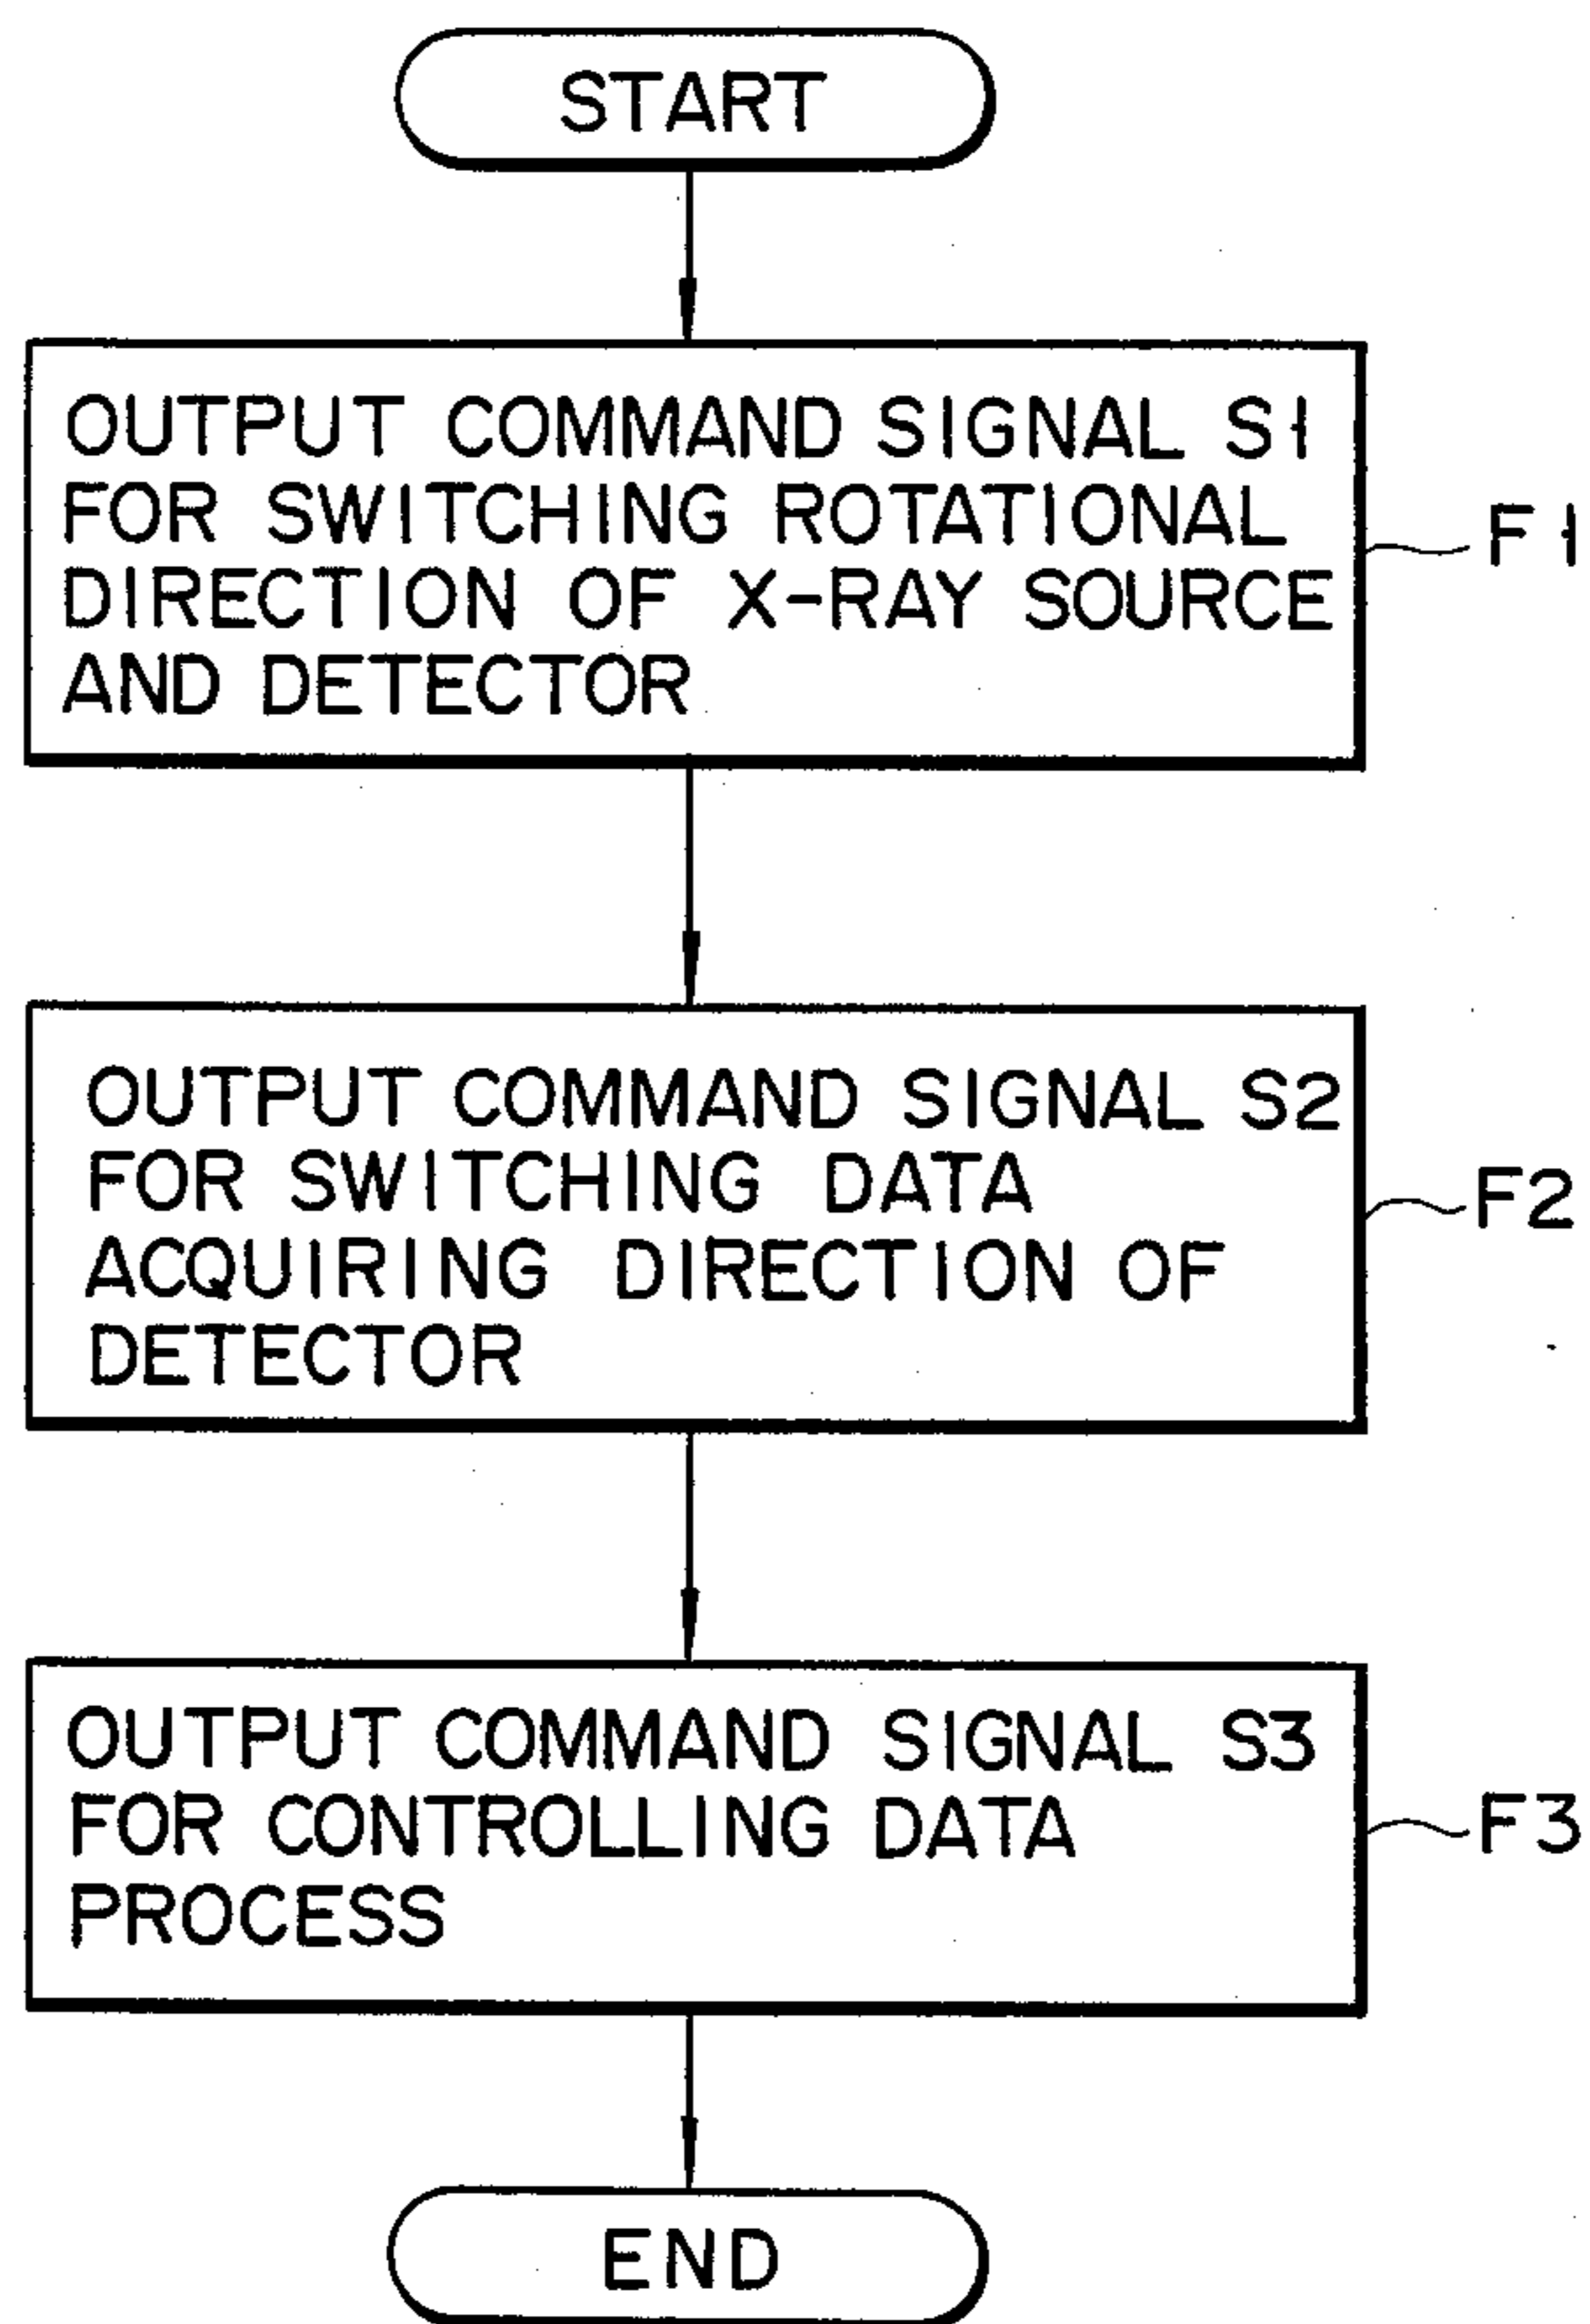 START
OUTPUT COMMAND SIGNAL S1
FOR SWITCHING ROTATIONAL
DIRECTION OF X-RAY SOURCE
AND DETECTOR
F1
OUTPUT COMMAND SIGNAL S2
FOR SWITCHING DATA
ACQUIRING DIRECTION OF
DETECTOR
F2
OUTPUT COMMAND SIGNAL S3
FOR CONTROLLING DATA
PROCESS
F3
END